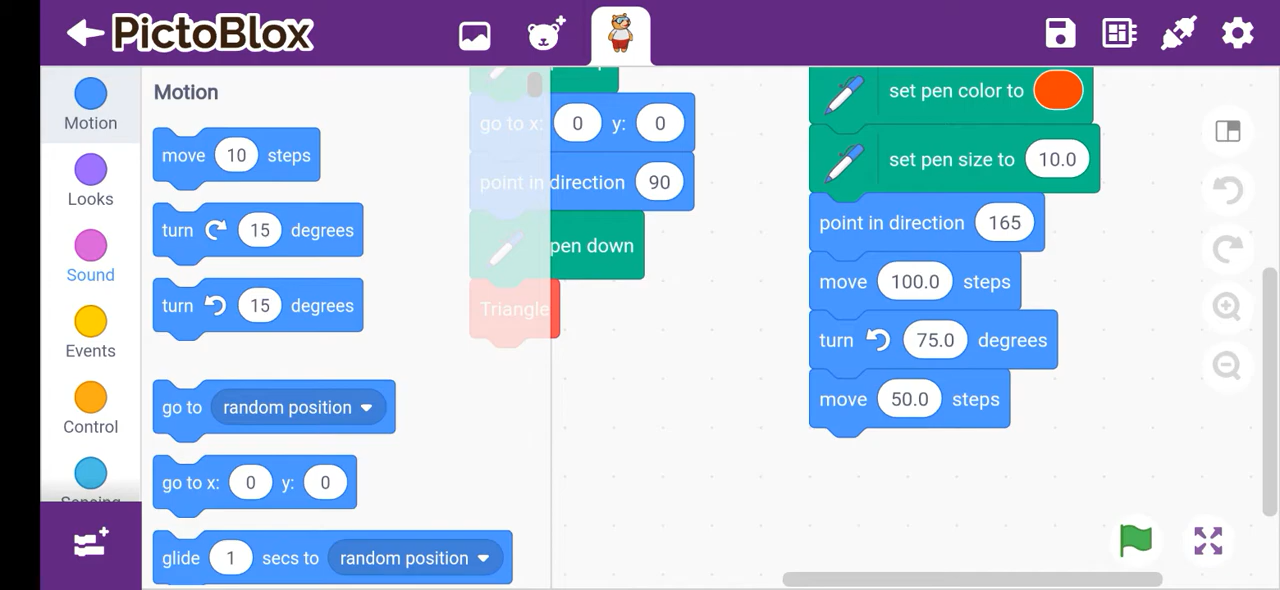 PictoBlox
Motion
Looks
Sound
Events
Control
Sensing
Motion
move 10 steps
turn 15 degrees
turn 15 degrees
go to random position
go to x: 0 y: 0
glide 1 secs to random position
go to x: 0 y: 0
point in direction 90
pen down
Triangle
set pen color to
set pen size to 10.0
point in direction 165
move 100.0 steps
turn 75.0 degrees
move 50.0 steps